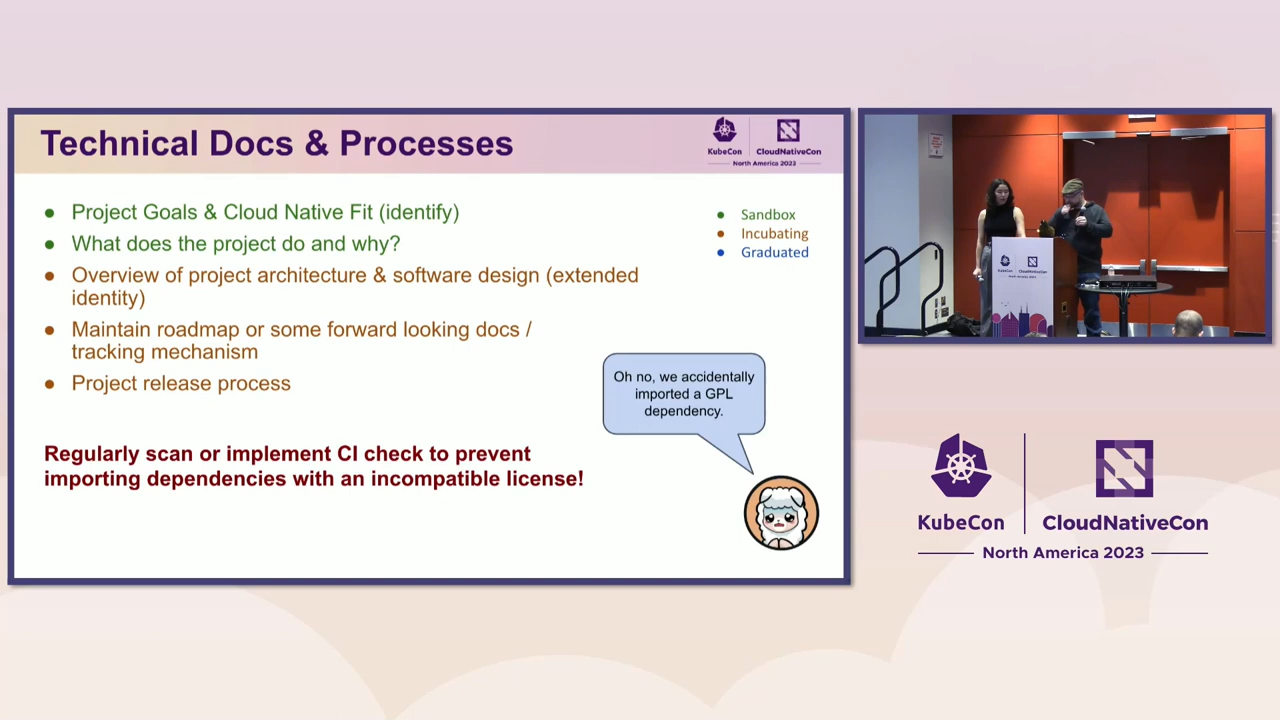 Technical Docs & Processes
KubeCon
CloudNativeCon
North America 2023
Project Goals & Cloud Native Fit (identify)
What does the project do and why?
Overview of project architecture & software design (extended
identity)
Maintain roadmap or some forward looking docs /
tracking mechanism
Project release process
Sandbox
Incubating
Graduated
Oh no, we accidentally
imported a GPL
dependency.
Regularly scan or implement CI check to prevent
importing dependencies with an incompatible license!
KubeCon
CloudNativeCon
North America 2023